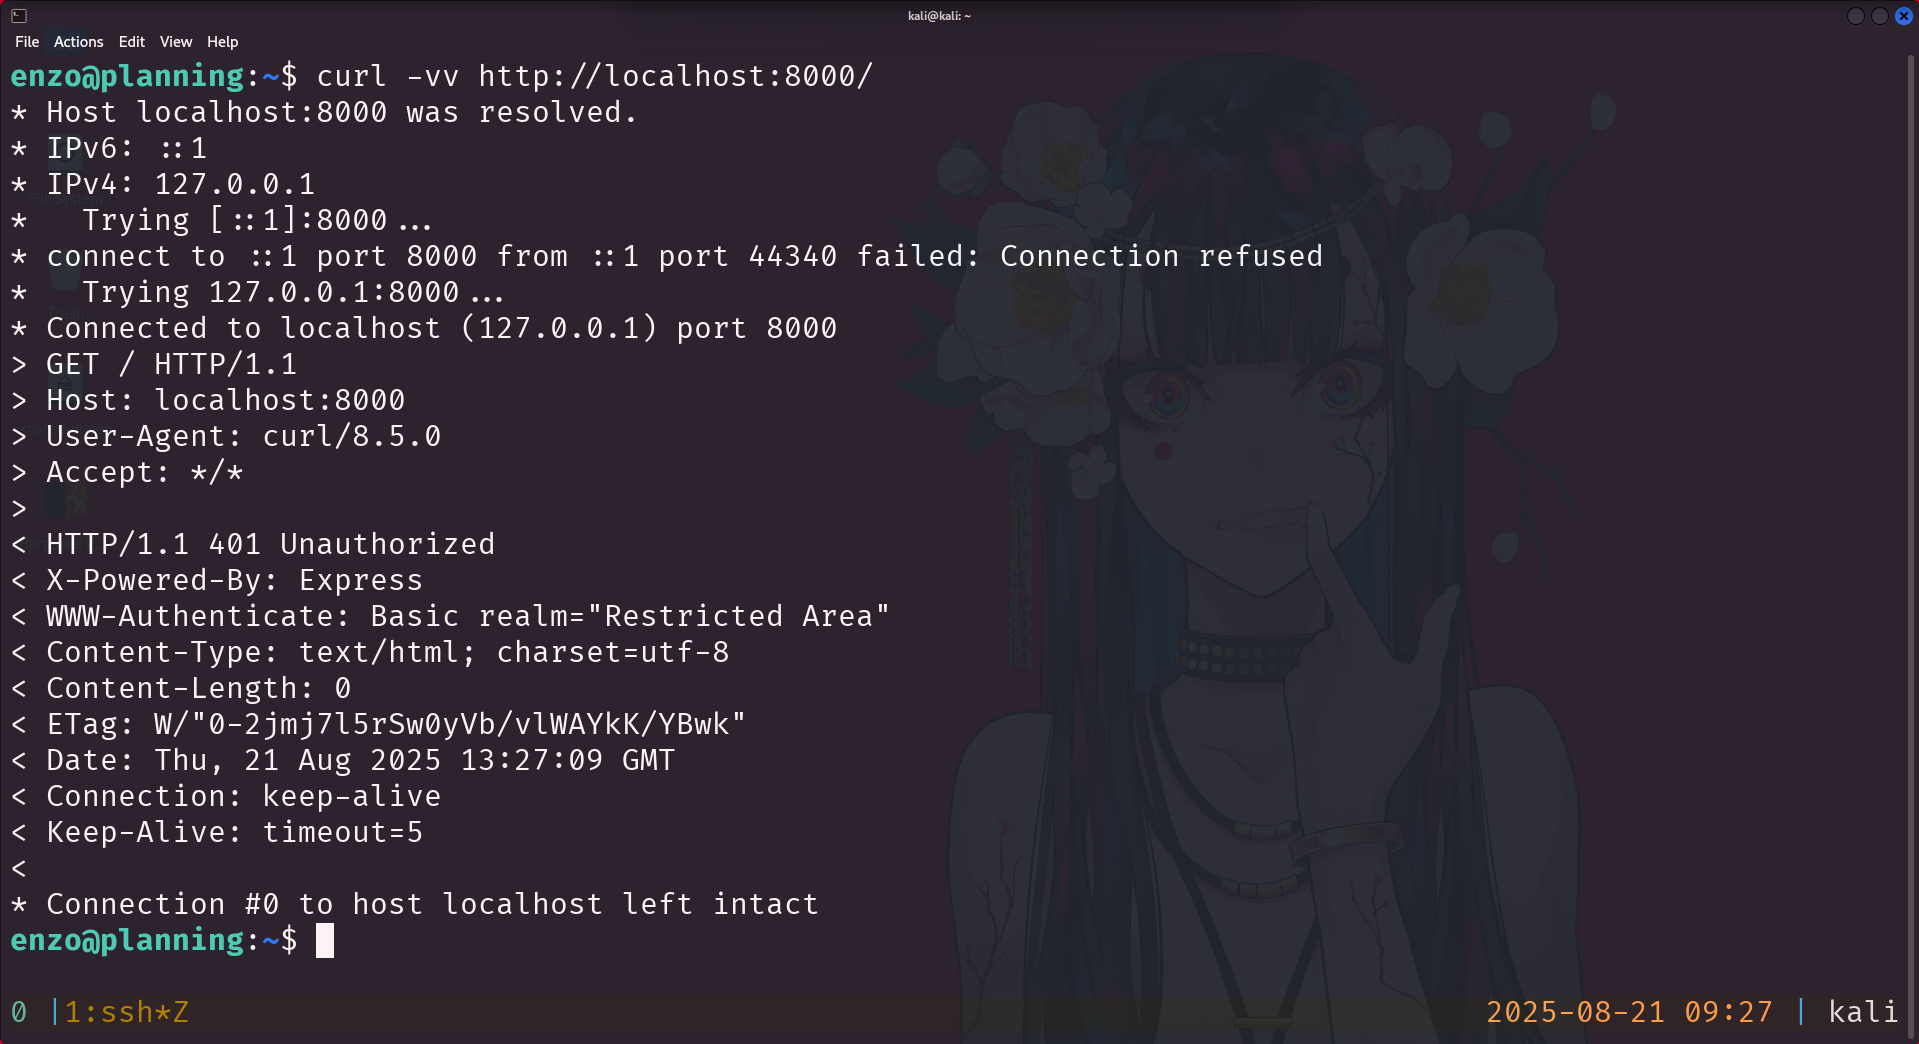 kali@kali: ~
File Actions Edit View Help
enzo@planning:~$ curl -vv http://localhost:8000/
* Host localhost:8000 was resolved.
* IPv6: ::1
* IPv4: 127.0.0.1
*   Trying [::1]:8000...
* connect to ::1 port 8000 from ::1 port 44340 failed: Connection refused
*   Trying 127.0.0.1:8000...
* Connected to localhost (127.0.0.1) port 8000
> GET / HTTP/1.1
> Host: localhost:8000
> User-Agent: curl/8.5.0
> Accept: */*
>
< HTTP/1.1 401 Unauthorized
< X-Powered-By: Express
< WWW-Authenticate: Basic realm="Restricted Area"
< Content-Type: text/html; charset=utf-8
< Content-Length: 0
< ETag: W/"0-2jmj7l5rSw0yVb/vlWAYkK/YBwk"
< Date: Thu, 21 Aug 2025 13:27:09 GMT
< Connection: keep-alive
< Keep-Alive: timeout=5
<
* Connection #0 to host localhost left intact
enzo@planning:~$
0 |1:ssh*Z 2025-08-21 09:27 | kali
File System
Trash